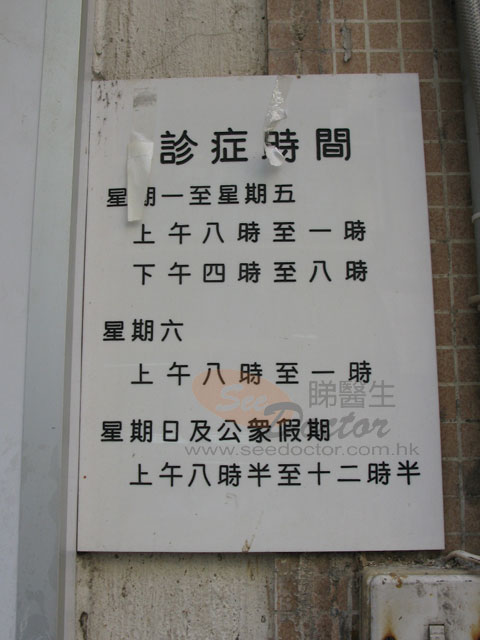 診症時間
星期一至星期五
上午八時至一時
下午四時至八時
星期六
上午八時至一時
星期日及公眾假期
上午八時半至十二時半
See Doctor 睇醫生
www.seedoctor.com.hk